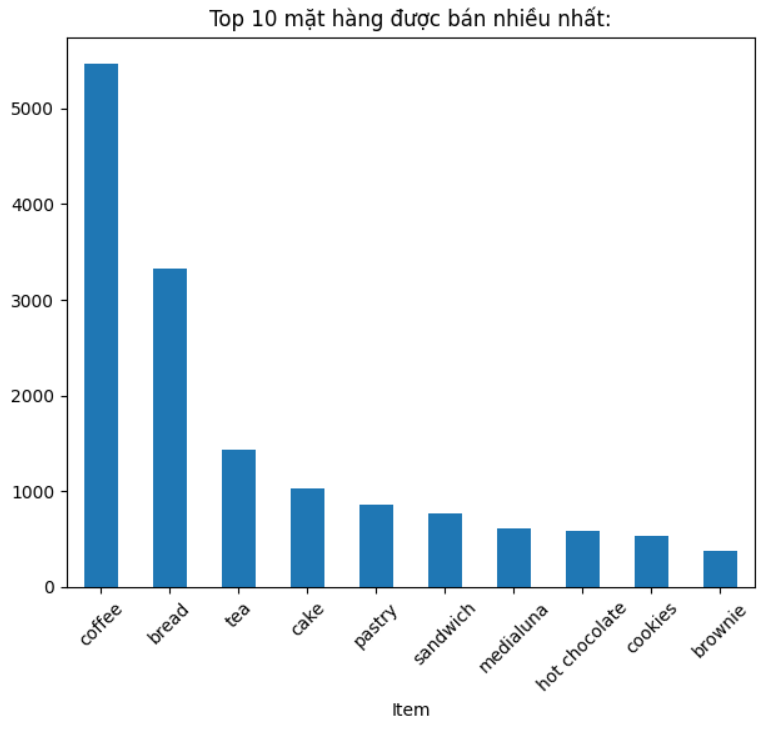 Top 10 mặt hàng được bán nhiều nhất:
5000
4000
3000
2000
1000
0
coffee
bread
tea
cake
pastry
sandwich
medialuna
hot chocolate
cookies
brownie
Item